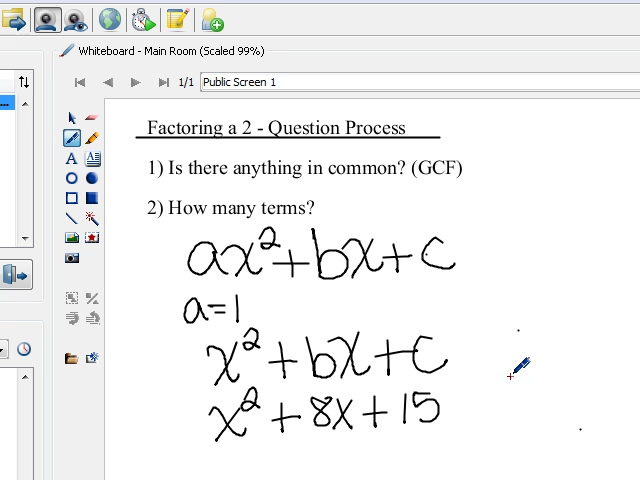 Whiteboard - Main Room (Scaled 99%)
1/1 Public Screen 1
Factoring a 2 - Question Process
1) Is there anything in common? (GCF)
2) How many terms?
ax²+bx+c
a=1
x²+bx+c
x²+8x+15